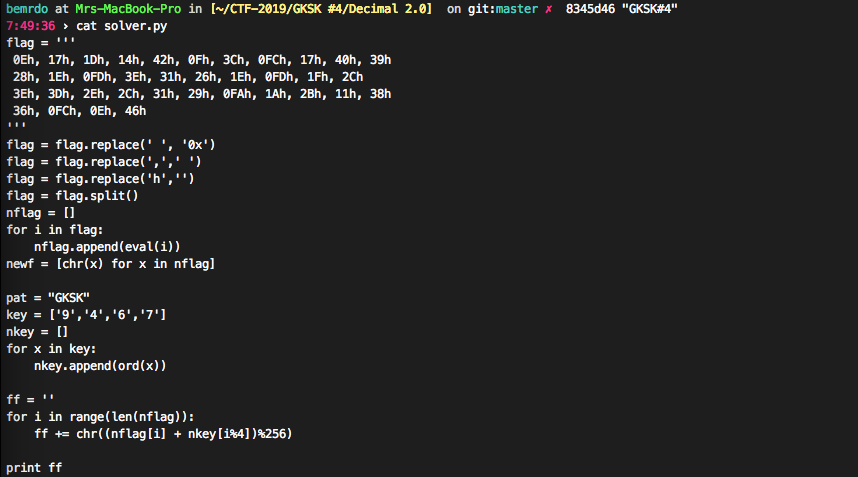 bemrdo at Mrs-MacBook-Pro in [~/CTF-2019/GKSK #4/Decimal 2.0]  on git:master ✗  8345d46 "GKSK#4"
7:49:36 › cat solver.py
flag = '''
 0Eh, 17h, 1Dh, 14h, 42h, 0Fh, 3Ch, 0FCh, 17h, 40h, 39h
 28h, 1Eh, 0FDh, 3Eh, 31h, 26h, 1Eh, 0FDh, 1Fh, 2Ch
 3Eh, 3Dh, 2Eh, 2Ch, 31h, 29h, 0FAh, 1Ah, 2Bh, 11h, 38h
 36h, 0FCh, 0Eh, 46h
'''
flag = flag.replace(' ', '0x')
flag = flag.replace(',',' ')
flag = flag.replace('h','')
flag = flag.split()
nflag = []
for i in flag:
    nflag.append(eval(i))
newf = [chr(x) for x in nflag]

pat = "GKSK"
key = ['9','4','6','7']
nkey = []
for x in key:
    nkey.append(ord(x))

ff = ''
for i in range(len(nflag)):
    ff += chr((nflag[i] + nkey[i%4])%256)

print ff